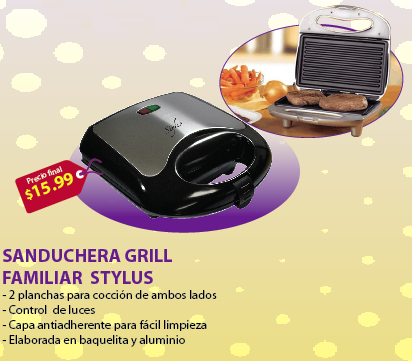 Stylus
Precio final
$15.99
SANDUCHERA GRILL
FAMILIAR STYLUS
- 2 planchas para cocción de ambos lados
- Control de luces
- Capa antiadherente para fácil limpieza
- Elaborada en baquelita y aluminio